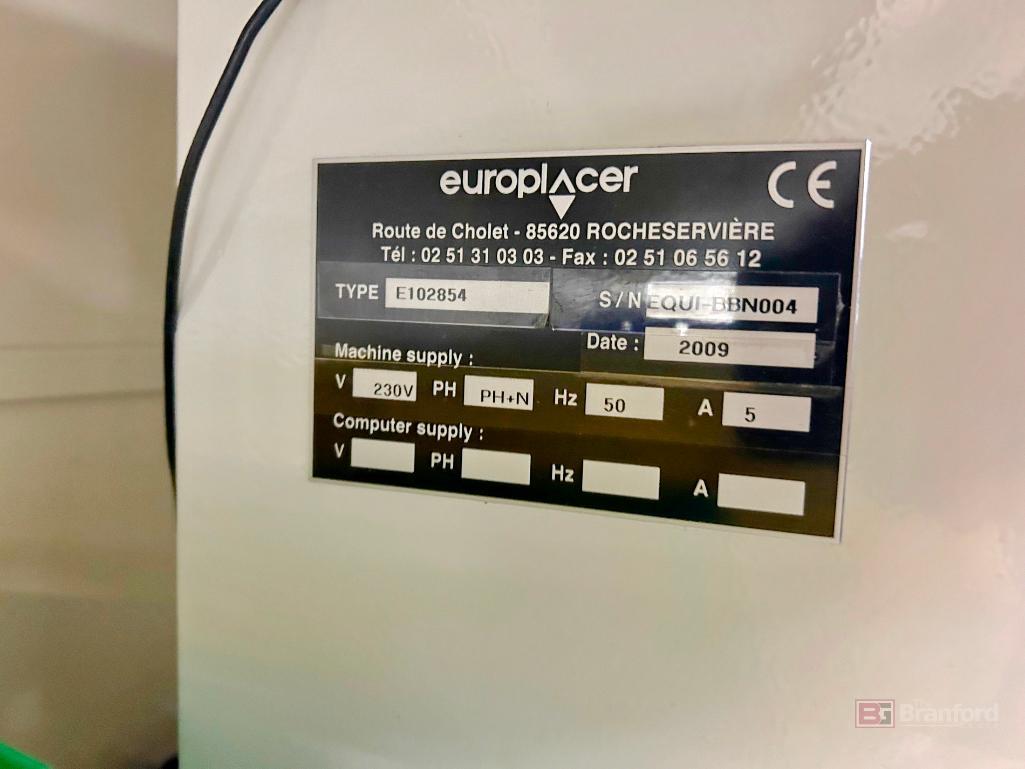 europlacer
CE
Route de Cholet - 85620 ROCHESERVIÈRE
Tél : 02 51 31 03 03 - Fax : 02 51 06 56 12
TYPE E102854 S/N EQUI-BBN004
Date : 2009
Machine supply :
V 230V PH PH+N Hz 50 A 5
Computer supply :
V PH Hz A
BG The Branford